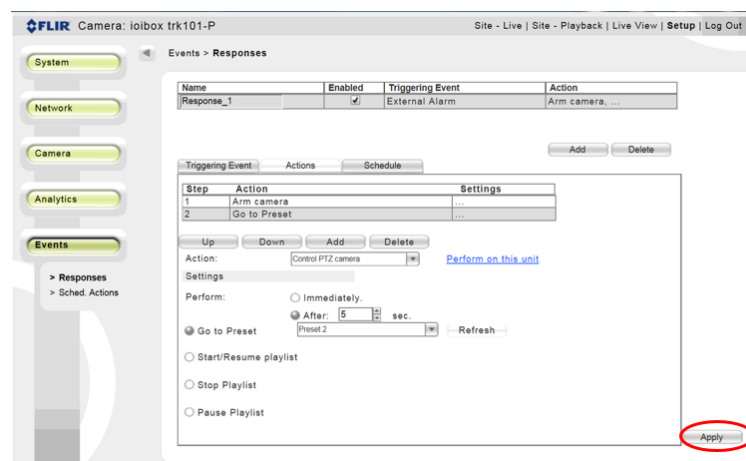 FLIR Camera: ioibox trk101-P
Site - Live | Site - Playback | Live View | Setup | Log Out
System
Network
Camera
Analytics
Events
> Responses
> Sched. Actions
Events > Responses
Name Enabled Triggering Event Action
Response_1 External Alarm Arm camera, ...
Add Delete
Triggering Event Actions Schedule
Step Action Settings
1 Arm camera ...
2 Go to Preset ...
Up Down Add Delete
Action: Control PTZ camera Perform on this unit
Settings
Perform: Immediately.
After: 5 sec.
Go to Preset Preset 2 Refresh
Start/Resume playlist
Stop Playlist
Pause Playlist
Apply